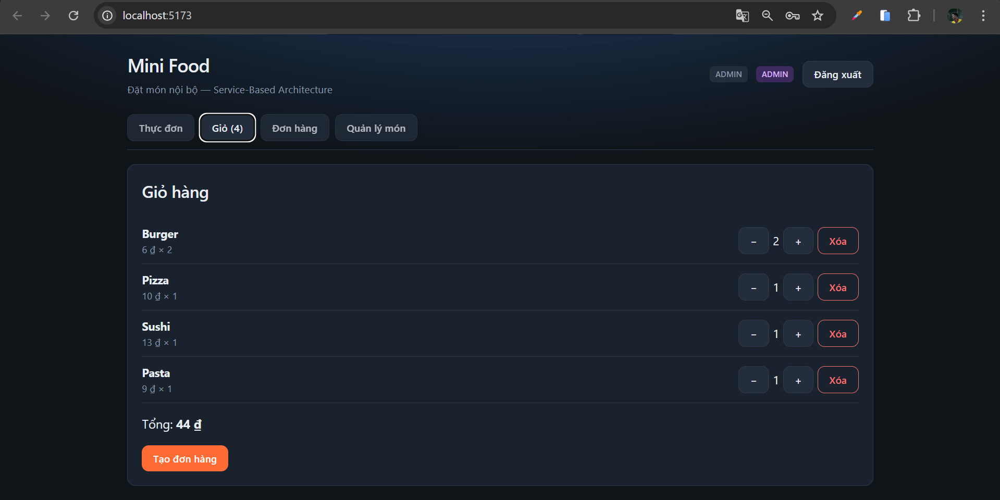 localhost:5173
Mini Food
Đặt món nội bộ — Service-Based Architecture
ADMIN
ADMIN
Đăng xuất
Thực đơn
Giỏ (4)
Đơn hàng
Quản lý món
Giỏ hàng
Burger
6 ₫ × 2
–
2
+
Xóa
Pizza
10 ₫ × 1
–
1
+
Xóa
Sushi
13 ₫ × 1
–
1
+
Xóa
Pasta
9 ₫ × 1
–
1
+
Xóa
Tổng: 44 ₫
Tạo đơn hàng